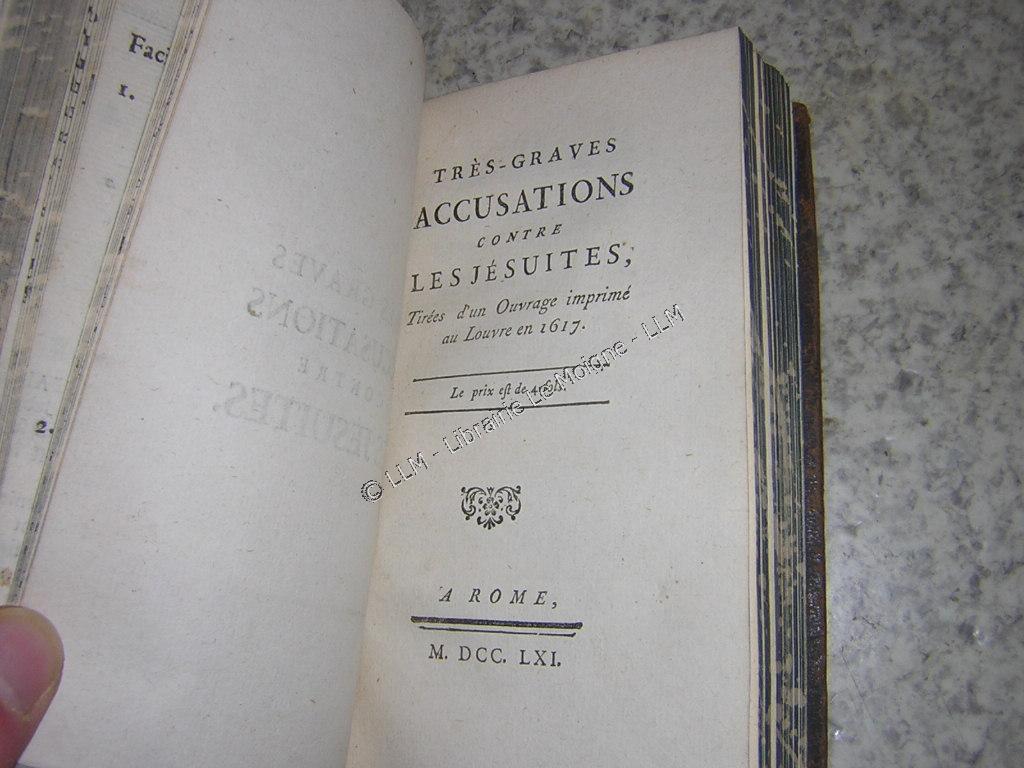 Fac
1.
2.
TRÈS-GRAVES
ACCUSATIONS
CONTRE
LES JÉSUITES,
Tirées d'un Ouvrage imprimé
au Louvre en 1617.
Le prix eſt de
A ROME,
M. DCC. LXI.
© LLM - Librairie Le Moigne - LLM